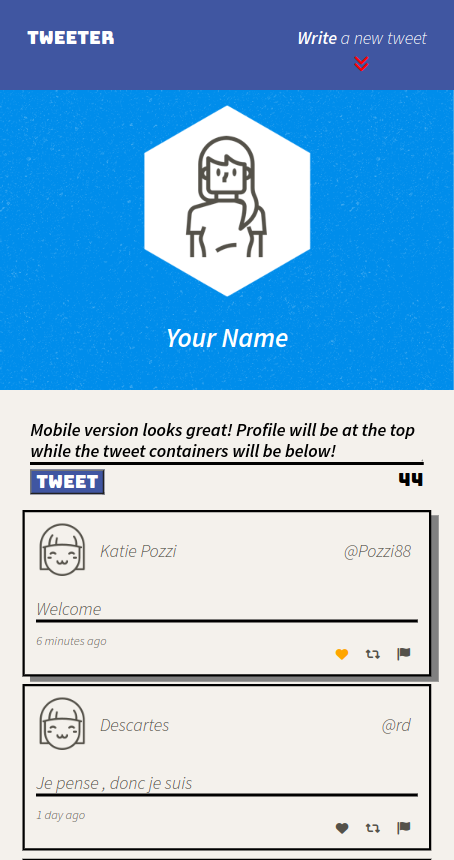 TWEETER
Write a new tweet
Your Name
Mobile version looks great! Profile will be at the top
while the tweet containers will be below!
TWEET
44
Katie Pozzi
@Pozzi88
Welcome
6 minutes ago
Descartes
@rd
Je pense , donc je suis
1 day ago